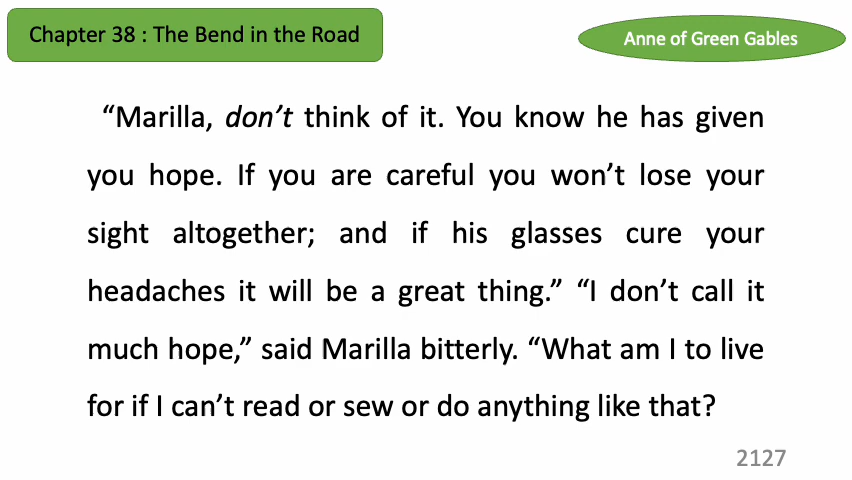 Chapter 38 : The Bend in the Road
Anne of Green Gables
“Marilla, don’t think of it. You know he has given
you hope. If you are careful you won’t lose your
sight altogether; and if his glasses cure your
headaches it will be a great thing.” “I don’t call it
much hope,” said Marilla bitterly. “What am I to live
for if I can’t read or sew or do anything like that?
2127